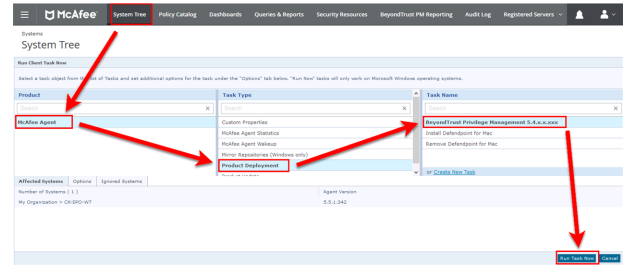 McAfee
System Tree
Policy Catalog
Dashboards
Queries & Reports
Security Resources
BeyondTrust PM Reporting
Audit Log
Registered Servers
Systems
System Tree
Run Client Task Now
Select a task object from the list of Tasks and set additional options for the task under the "Options" tab below. "Run Now" tasks will only work on Microsoft Windows operating systems.
Product
Search
McAfee Agent
Task Type
Search
Custom Properties
McAfee Agent Statistics
McAfee Agent Wakeup
Mirror Repositories (Windows only)
Product Deployment
Product Update
Task Name
Search
BeyondTrust Privilege Management 5.4.x.x.xxx
Install Defendpoint for Mac
Remove Defendpoint for Mac
or Create New Task
Affected Systems
Options
Ignored Systems
Number of Systems ( 1 )
Agent Version
My Organization > CK-EPO-W7
5.5.1.342
Run Task Now
Cancel